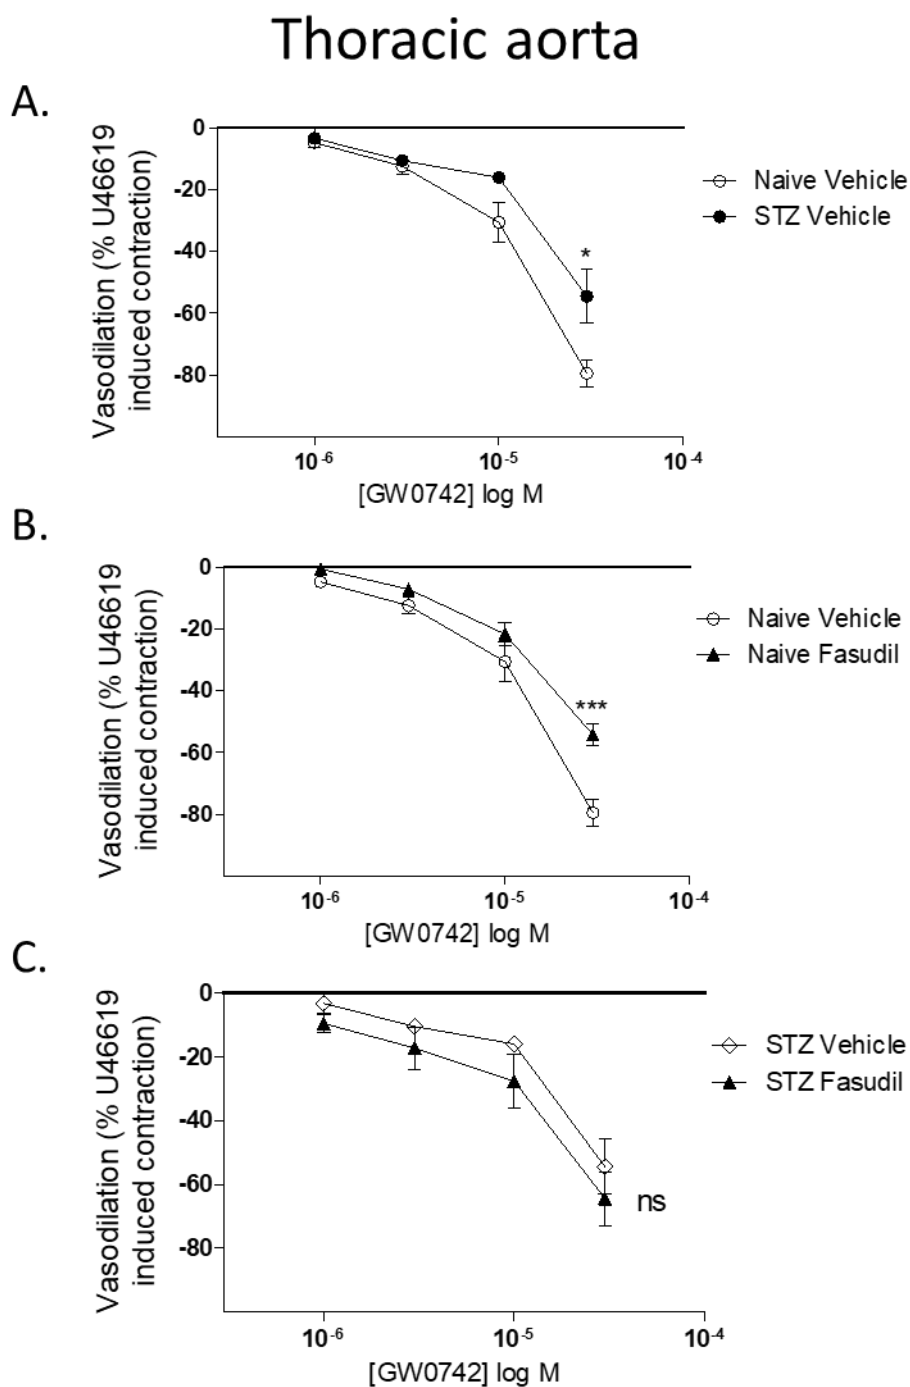 Thoracic aorta
A.
Vasodilation (% U46619
induced contraction)
0
-20
-40
-60
-80
*
Naive Vehicle
STZ Vehicle
10-6
10-5
10-4
[GW0742] log M
B.
Vasodilation (% U46619
induced contraction)
0
-20
-40
-60
-80
***
Naive Vehicle
Naive Fasudil
10-6
10-5
10-4
[GW0742] log M
C.
Vasodilation (% U46619
induced contraction)
0
-20
-40
-60
-80
ns
STZ Vehicle
STZ Fasudil
10-6
10-5
10-4
[GW0742] log M